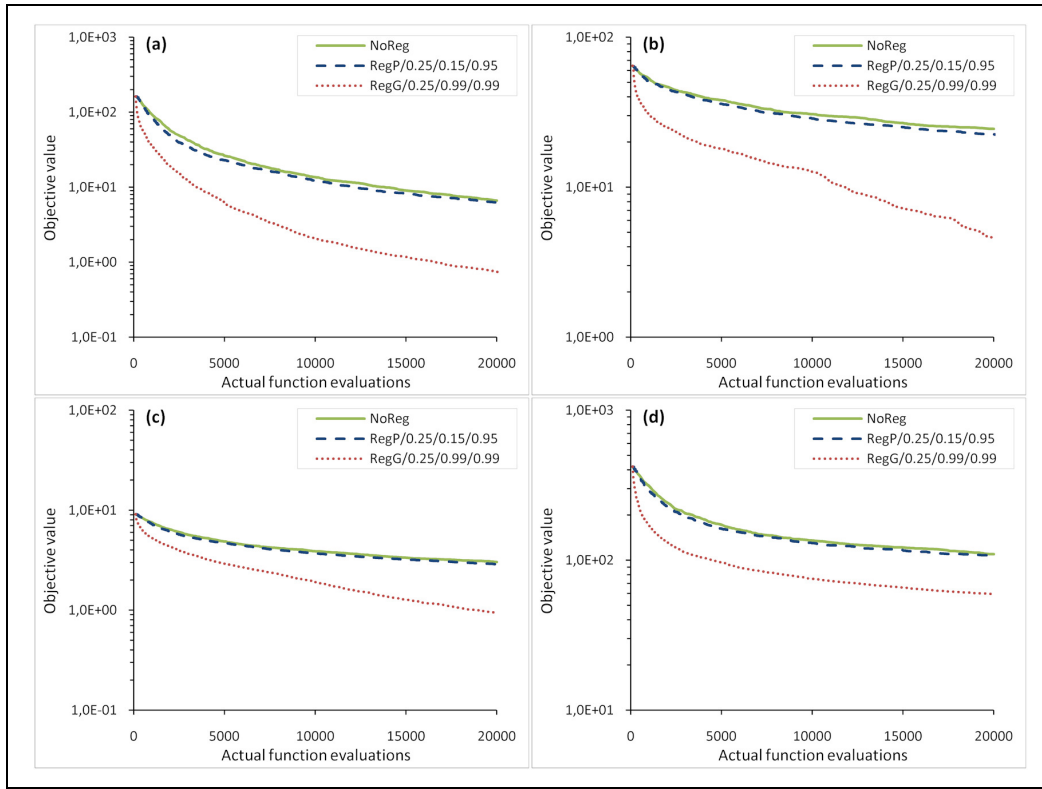 (a)
NoReg
RegP/0.25/0.15/0.95
RegG/0.25/0.99/0.99
1,0E+03
1,0E+02
1,0E+01
1,0E+00
1,0E-01
Objective value
0 5000 10000 15000 20000
Actual function evaluations
(b)
NoReg
RegP/0.25/0.15/0.95
RegG/0.25/0.99/0.99
1,0E+02
1,0E+01
1,0E+00
Objective value
0 5000 10000 15000 20000
Actual function evaluations
(c)
NoReg
RegP/0.25/0.15/0.95
RegG/0.25/0.99/0.99
1,0E+02
1,0E+01
1,0E+00
1,0E-01
Objective value
0 5000 10000 15000 20000
Actual function evaluations
(d)
NoReg
RegP/0.25/0.15/0.95
RegG/0.25/0.99/0.99
1,0E+03
1,0E+02
1,0E+01
Objective value
0 5000 10000 15000 20000
Actual function evaluations